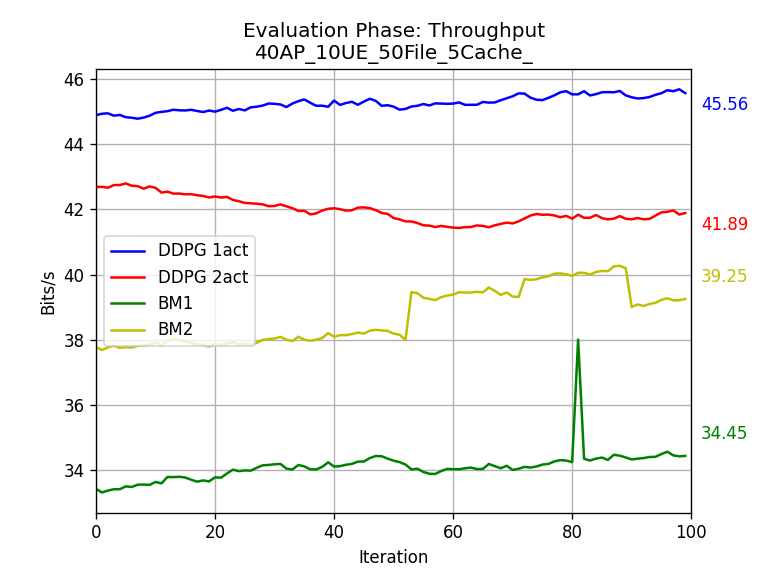 Evaluation Phase: Throughput
40AP_10UE_50File_5Cache_
46
44
42
40
38
36
34
Bits/s
DDPG 1act
DDPG 2act
BM1
BM2
45.56
41.89
39.25
34.45
0
20
40
60
80
100
Iteration